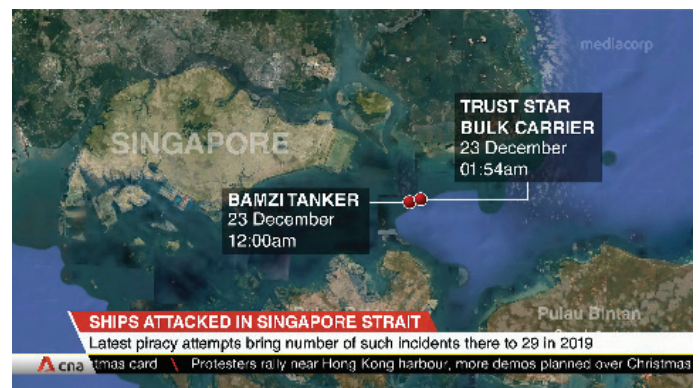 mediacorp
TRUST STAR
BULK CARRIER
23 December
01:54am
SINGAPORE
BAMZI TANKER
23 December
12:00am
Pulau Bintan
SHIPS ATTACKED IN SINGAPORE STRAIT
Latest piracy attempts bring number of such incidents there to 29 in 2019
cna tmas card \ Protesters rally near Hong Kong harbour, more demos planned over Christmas